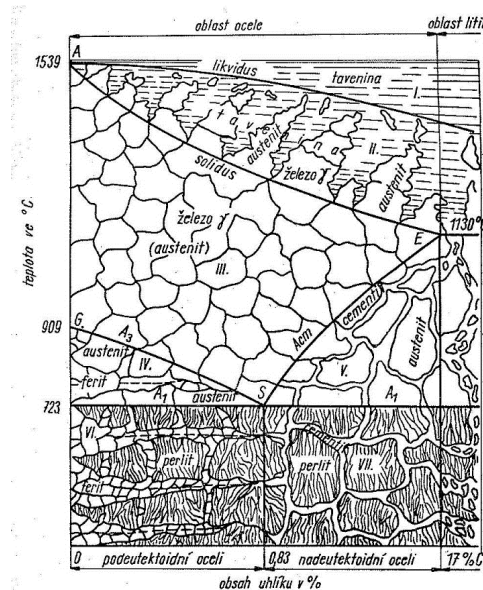 oblast ocele
oblast litin
A
1539
likvidus
tavenina
I.
t a v e n i n a
austenit
II.
železo γ
austenit
solidus
železo γ
(austenit)
III.
E
1130°C
teplota ve °C.
909
G
A3
Acm
cementit
austenit
austenit
IV.
V.
ferit
A1
austenit
S
A1
723
VI.
perlit
cementit
perlit
VII.
ferit
0
podeutektoidní oceli
0,83
nadeutektoidní oceli
1,7 %C
obsah uhlíku v %